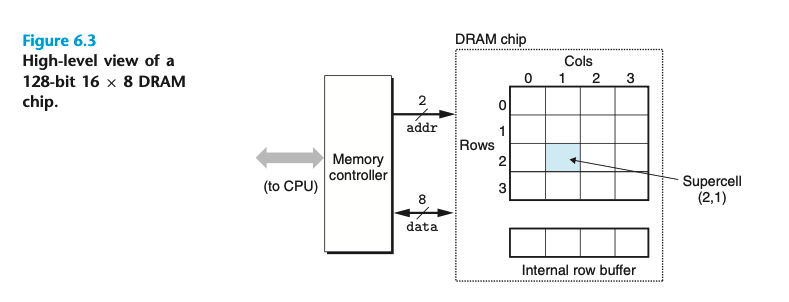 Figure 6.3
High-level view of a
128-bit 16 × 8 DRAM
chip.
DRAM chip
Cols
0 1 2 3
2
addr
0
1
Rows
2
3
Memory
controller
(to CPU)
8
data
Supercell
(2,1)
Internal row buffer